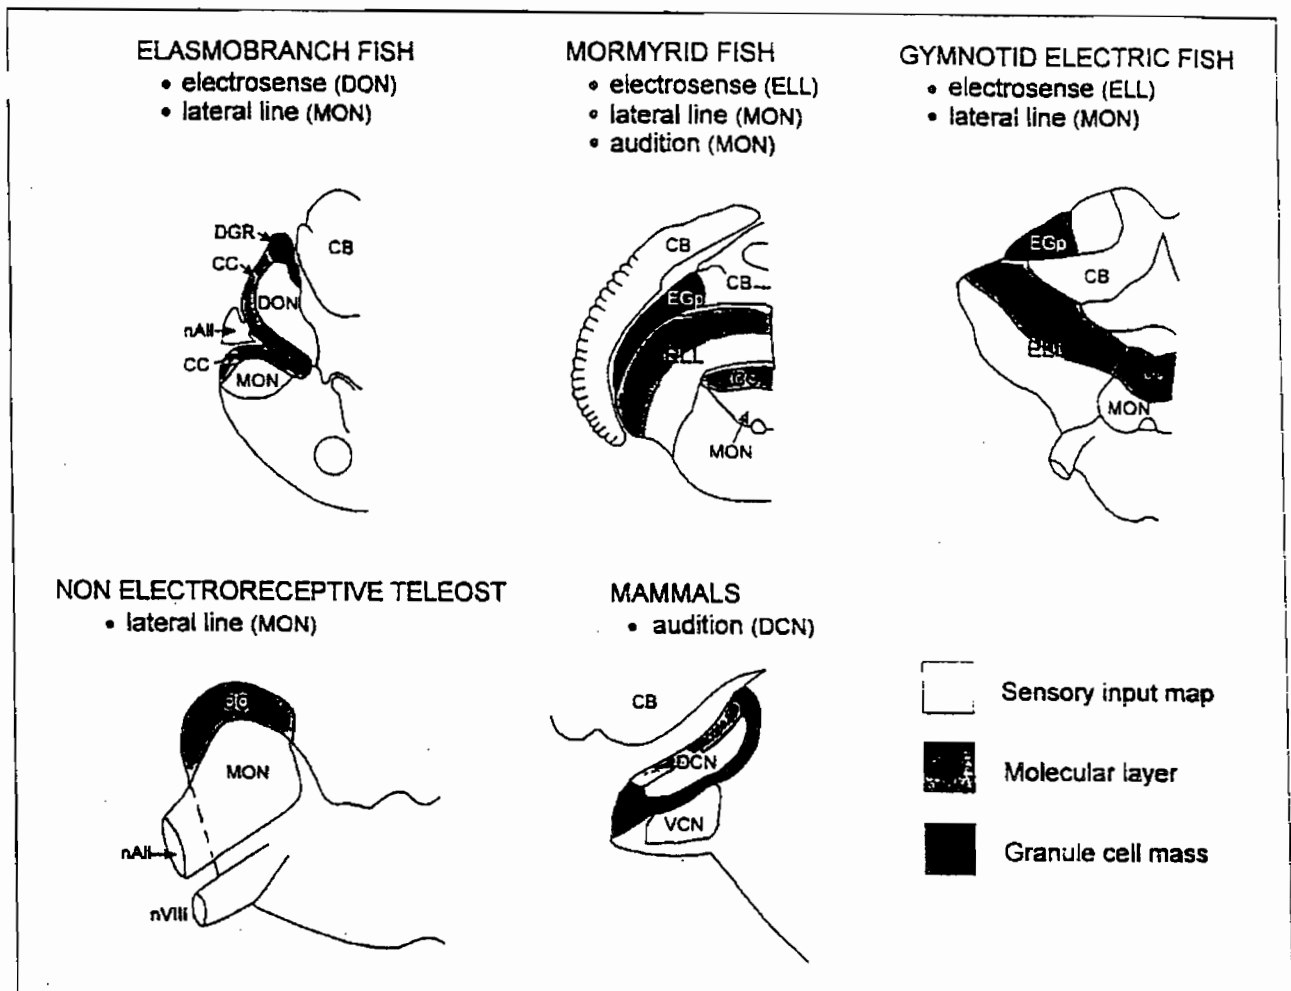 ELASMOBRANCH FISH
• electrosense (DON)
• lateral line (MON)
MORMYRID FISH
• electrosense (ELL)
• lateral line (MON)
• audition (MON)
GYMNOTID ELECTRIC FISH
• electrosense (ELL)
• lateral line (MON)
DGR
CC
CB
DON
nAll
CC
MON
CB
CB
EGp
ELL
MON
EGp
CB
MON
NON ELECTRORECEPTIVE TELEOST
• lateral line (MON)
MON
nAll
nVIII
MAMMALS
• audition (DCN)
CB
DCN
VCN
Sensory input map
Molecular layer
Granule cell mass